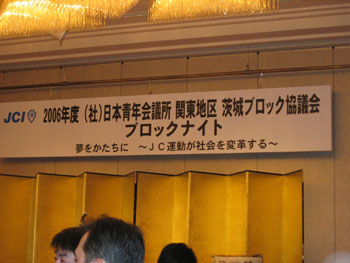 JCI 2006年度 (社)日本青年会議所 関東地区 茨城ブロック協議会
ブロックナイト
夢をかたちに ～JC運動が社会を変革する～